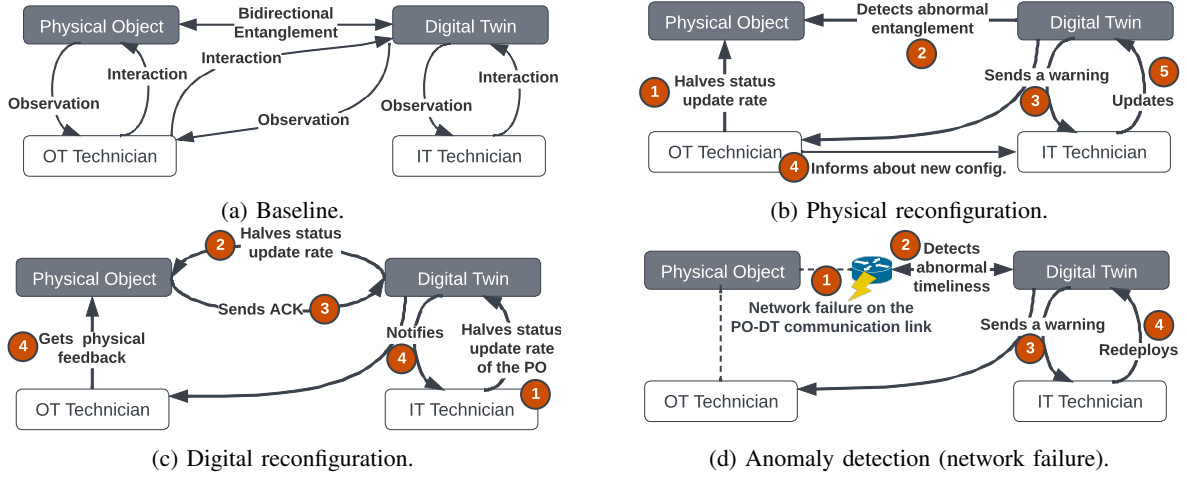 Physical Object
Bidirectional
Entanglement
Digital Twin
Interaction
Interaction
Interaction
Observation
Observation
Observation
OT Technician
IT Technician
(a) Baseline.
Physical Object
Detects abnormal
entanglement
2
Digital Twin
1
Halves status
update rate
Sends a warning
3
5
Updates
OT Technician
4
Informs about new config.
IT Technician
(b) Physical reconfiguration.
2
Halves status
update rate
Physical Object
Digital Twin
Sends ACK
3
4
Gets physical
feedback
Notifies
4
Halves status
update rate
of the PO
1
OT Technician
IT Technician
(c) Digital reconfiguration.
Physical Object
1
2
Detects
abnormal
timeliness
Digital Twin
Network failure on the
PO-DT communication link
Sends a warning
3
4
Redeploys
OT Technician
IT Technician
(d) Anomaly detection (network failure).